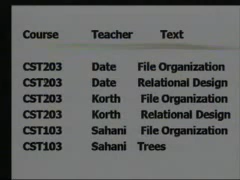 Course Teacher Text
CST203 Date File Organization
CST203 Date Relational Design
CST203 Korth File Organization
CST203 Korth Relational Design
CST103 Sahani File Organization
CST103 Sahani Trees